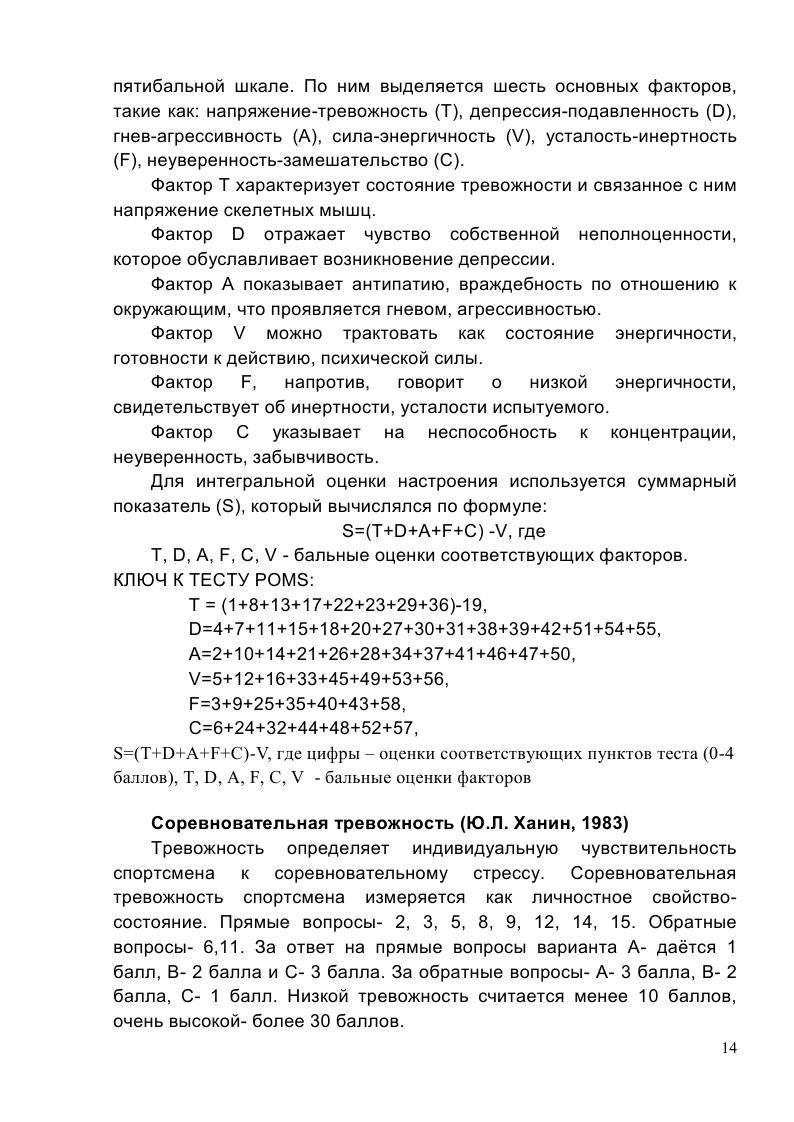 пятибальной шкале. По ним выделяется шесть основных факторов,
такие как: напряжение-тревожность (T), депрессия-подавленность (D),
гнев-агрессивность (A), сила-энергичность (V), усталость-инертность
(F), неуверенность-замешательство (C).
Фактор T характеризует состояние тревожности и связанное с ним
напряжение скелетных мышц.
Фактор D отражает чувство собственной неполноценности,
которое обуславливает возникновение депрессии.
Фактор A показывает антипатию, враждебность по отношению к
окружающим, что проявляется гневом, агрессивностью.
Фактор V можно трактовать как состояние энергичности,
готовности к действию, психической силы.
Фактор F, напротив, говорит о низкой энергичности,
свидетельствует об инертности, усталости испытуемого.
Фактор C указывает на неспособность к концентрации,
неуверенность, забывчивость.
Для интегральной оценки настроения используется суммарный
показатель (S), который вычислялся по формуле:
S=(T+D+A+F+C) -V, где
T, D, A, F, C, V - бальные оценки соответствующих факторов.
КЛЮЧ К ТЕСТУ POMS:
T = (1+8+13+17+22+23+29+36)-19,
D=4+7+11+15+18+20+27+30+31+38+39+42+51+54+55,
A=2+10+14+21+26+28+34+37+41+46+47+50,
V=5+12+16+33+45+49+53+56,
F=3+9+25+35+40+43+58,
C=6+24+32+44+48+52+57,
S=(T+D+A+F+C)-V, где цифры – оценки соответствующих пунктов теста (0-4
баллов), T, D, A, F, C, V - бальные оценки факторов
Соревновательная тревожность (Ю.Л. Ханин, 1983)
Тревожность определяет индивидуальную чувствительность
спортсмена к соревновательному стрессу. Соревновательная
тревожность спортсмена измеряется как личностное свойство-
состояние. Прямые вопросы- 2, 3, 5, 8, 9, 12, 14, 15. Обратные
вопросы- 6,11. За ответ на прямые вопросы варианта А- даётся 1
балл, В- 2 балла и С- 3 балла. За обратные вопросы- А- 3 балла, В- 2
балла, С- 1 балл. Низкой тревожность считается менее 10 баллов,
очень высокой- более 30 баллов.
14